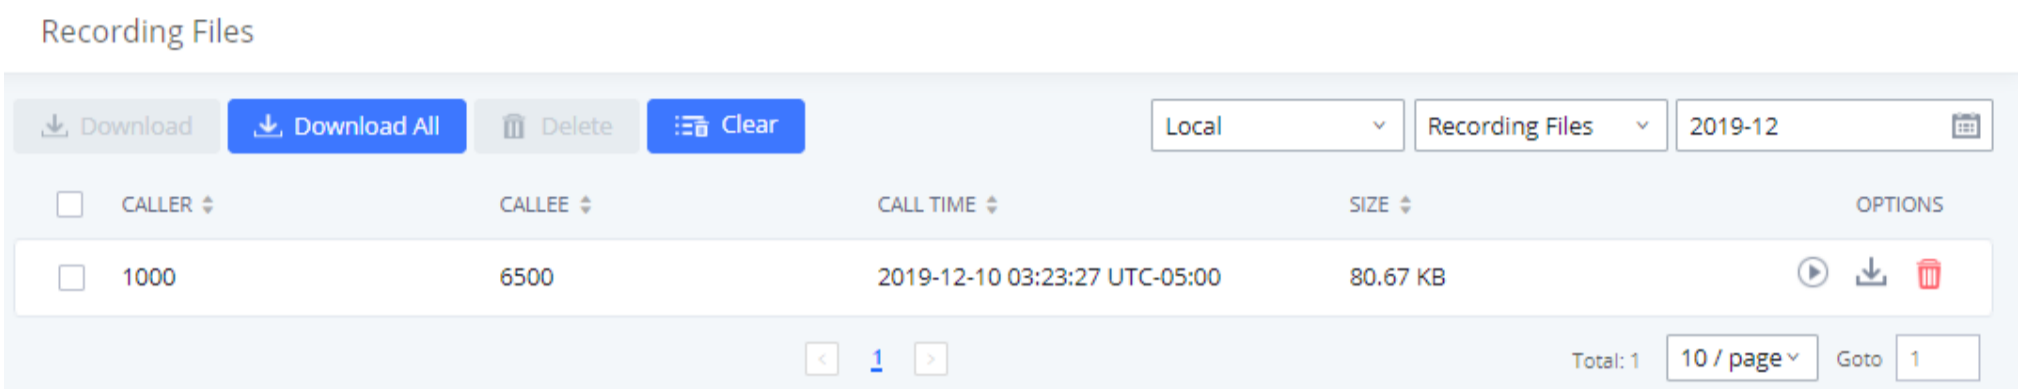 Recording Files
Download Download All Delete Clear Local Recording Files 2019-12
CALLER CALLEE CALL TIME SIZE OPTIONS
1000 6500 2019-12-10 03:23:27 UTC-05:00 80.67 KB
< 1 > Total: 1 10 / page Goto 1